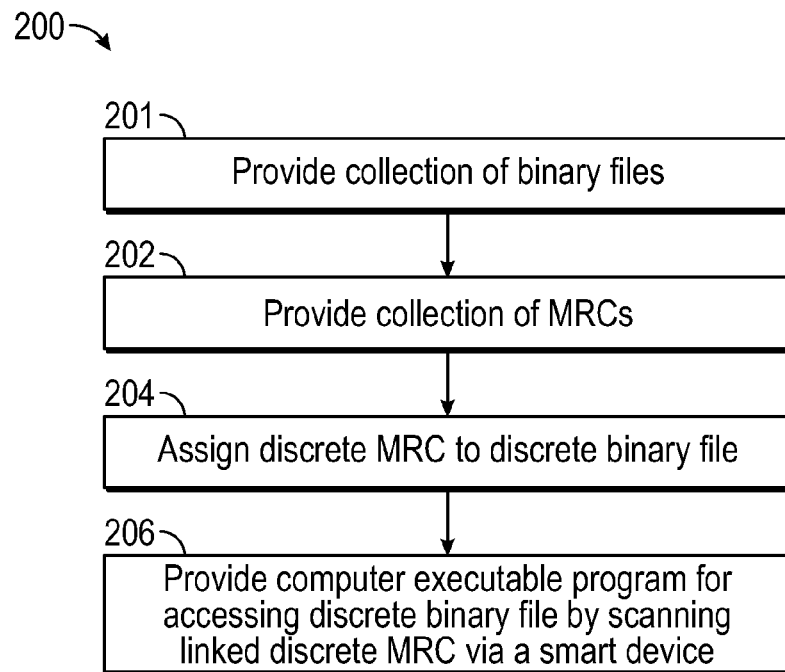 200
201
Provide collection of binary files
202
Provide collection of MRCs
204
Assign discrete MRC to discrete binary file
206
Provide computer executable program for
accessing discrete binary file by scanning
linked discrete MRC via a smart device